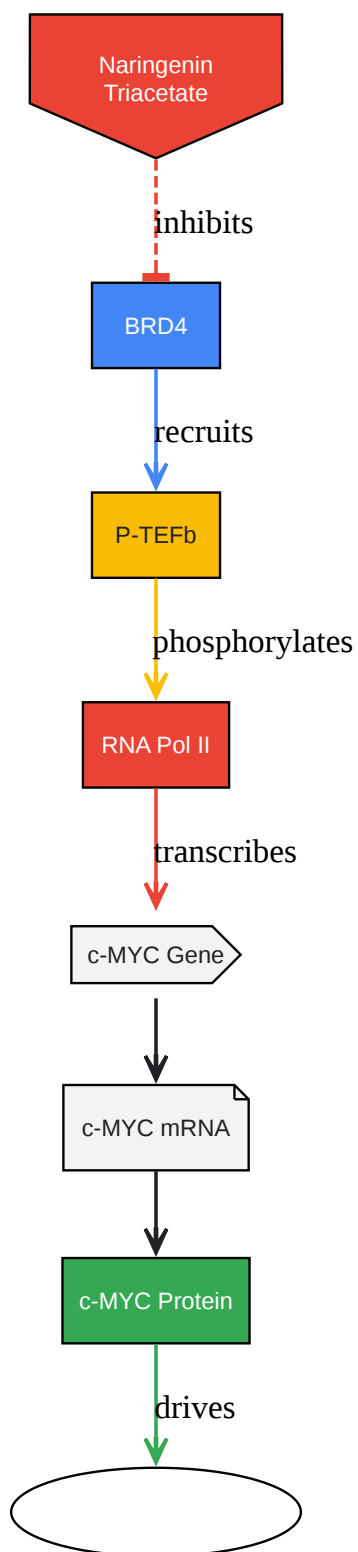 Naringenin
Triacetate
inhibits
BRD4
recruits
P-TEFb
phosphorylates
RNA Pol II
transcribes
c-MYC Gene
c-MYC mRNA
c-MYC Protein
drives